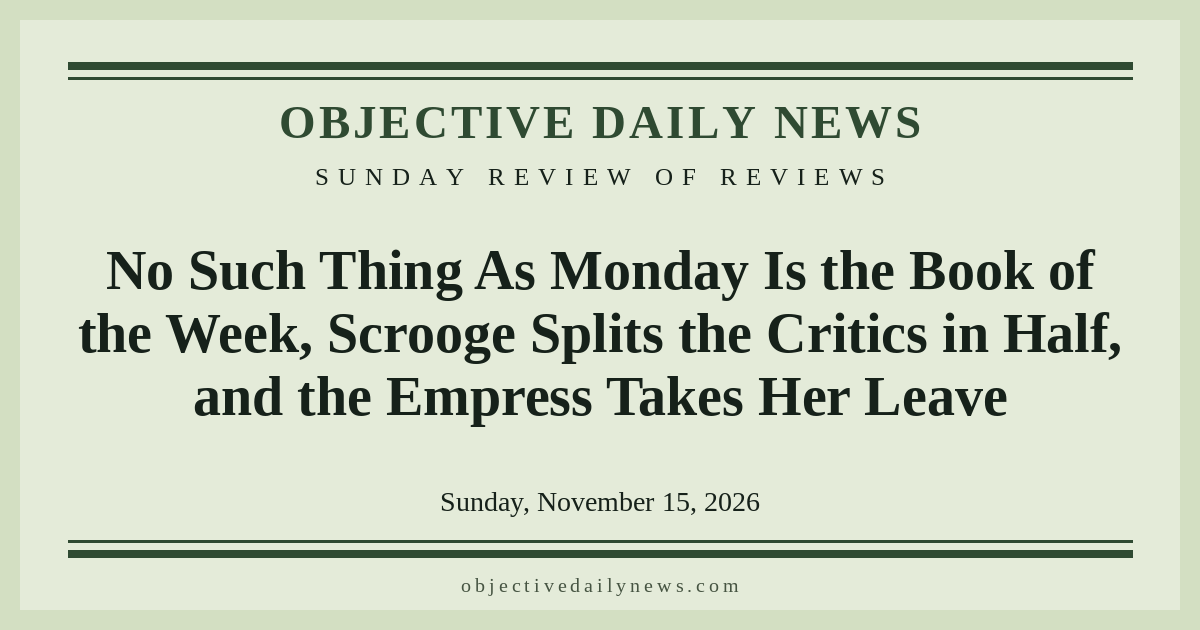 OBJECTIVE DAILY NEWS
SUNDAY REVIEW OF REVIEWS
No Such Thing As Monday Is the Book of
the Week, Scrooge Splits the Critics in Half,
and the Empress Takes Her Leave
Sunday, November 15, 2026
objectivedailynews.com